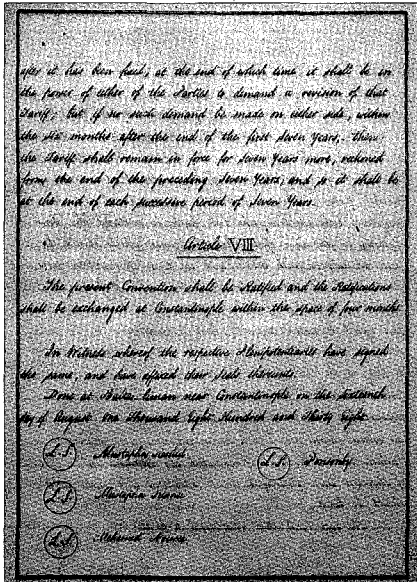 after it has been fixed; at the end of which time it shall be in
the power of either of the Parties to demand a revision of that
Tariff; but if no such demand be made on either side, within
the six months after the end of the first Seven Years, then
the Tariff shall remain in force for Seven Years more, reckoned
from the end of the preceding Seven Years; and so it shall be
at the end of each successive period of Seven Years.
Article VIII
The present Convention shall be Ratified and the Ratifications
shall be exchanged at Constantinople within the space of four months
In Witness whereof the respective Plenipotentiaries have signed
the same, and have affixed their Seals thereunto.
Done at Balta Liman near Constantinople on the Sixteenth
day of August One Thousand Eight Hundred and Thirty Eight
L.S. Mustapha
L.S. Ponsonby
L.S. Mustapha
L.S. Mehemed